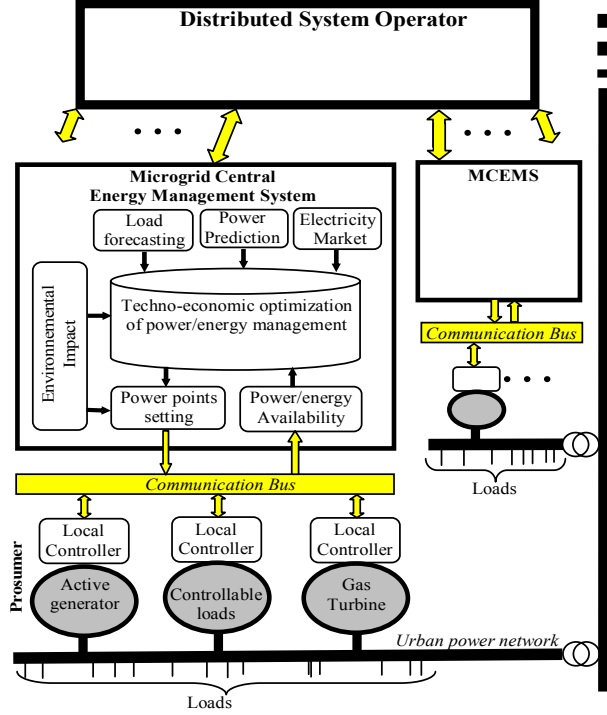 Distributed System Operator
. . .
. . .
Microgrid Central
Energy Management System
MCEMS
Load
forecasting
Power
Prediction
Electricity
Market
Environnemental
Impact
Techno-economic optimization
of power/energy management
Power points
setting
Power/energy
Availability
Communication Bus
. . .
Loads
Communication Bus
Prosumer
Local
Controller
Local
Controller
Local
Controller
Active
generator
Controllable
loads
Gas
Turbine
Urban power network
Loads